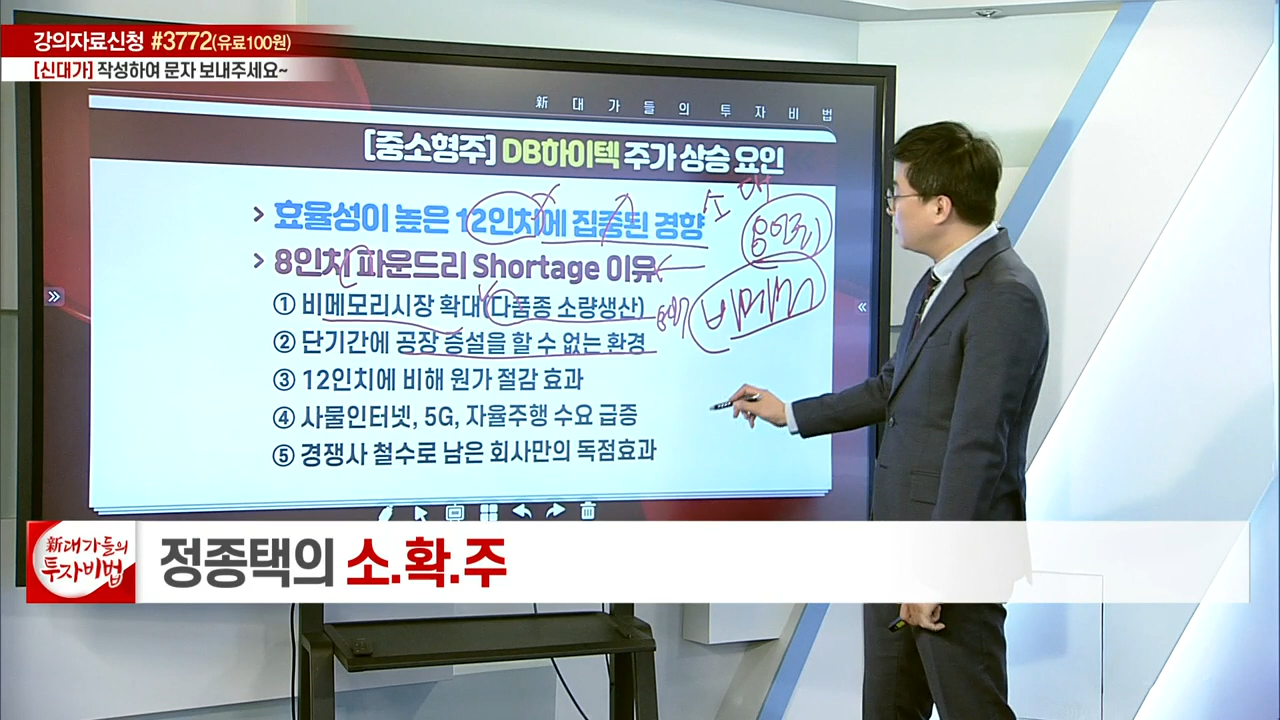 강의자료신청 #3772(유료100원)
[신대가] 작성하여 문자 보내주세요~
新대가들의 투자비법
[중소형주] DB하이텍 주가 상승 요인
> 효율성이 높은 12인치에 집중된 경향
> 8인치 파운드리 Shortage 이유
① 비메모리시장 확대(다품종 소량생산)
② 단기간에 공장 증설을 할 수 없는 환경
③ 12인치에 비해 원가 절감 효과
④ 사물인터넷, 5G, 자율주행 수요 급증
⑤ 경쟁사 철수로 남은 회사만의 독점효과
소
비메모리
新대가들의
투자비법
정종택의 소.확.주